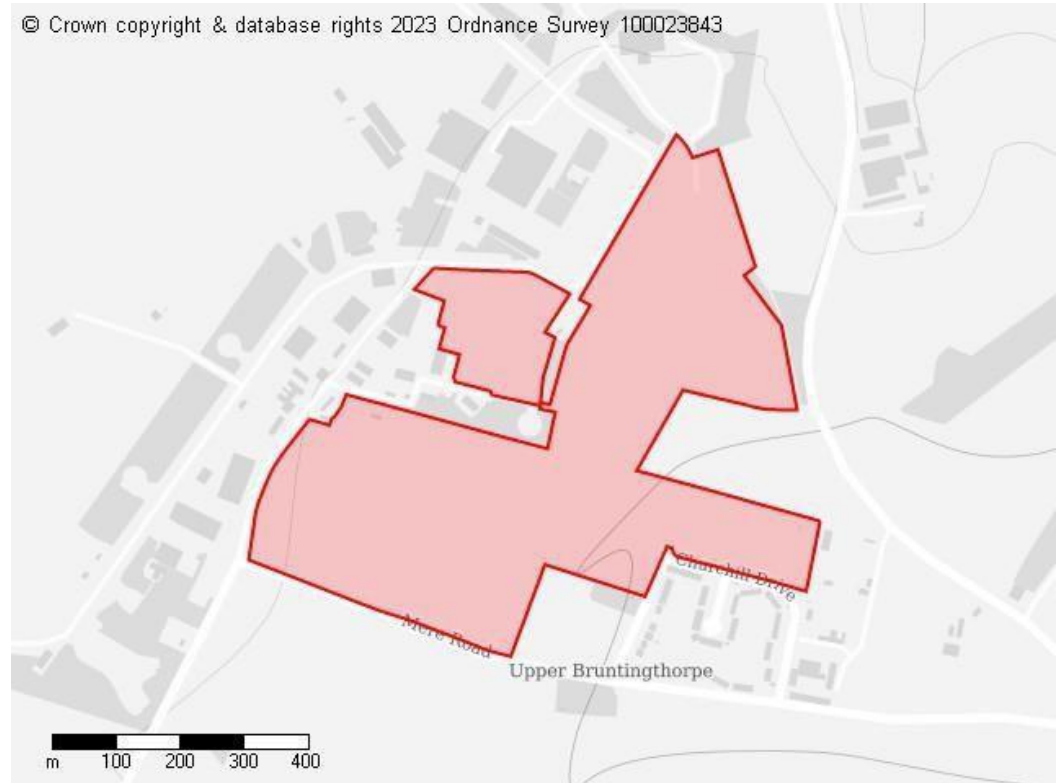 © Crown copyright & database rights 2023 Ordnance Survey 100023843
Churchill Drive
Mere Road
Upper Bruntingthorpe
m 100 200 300 400